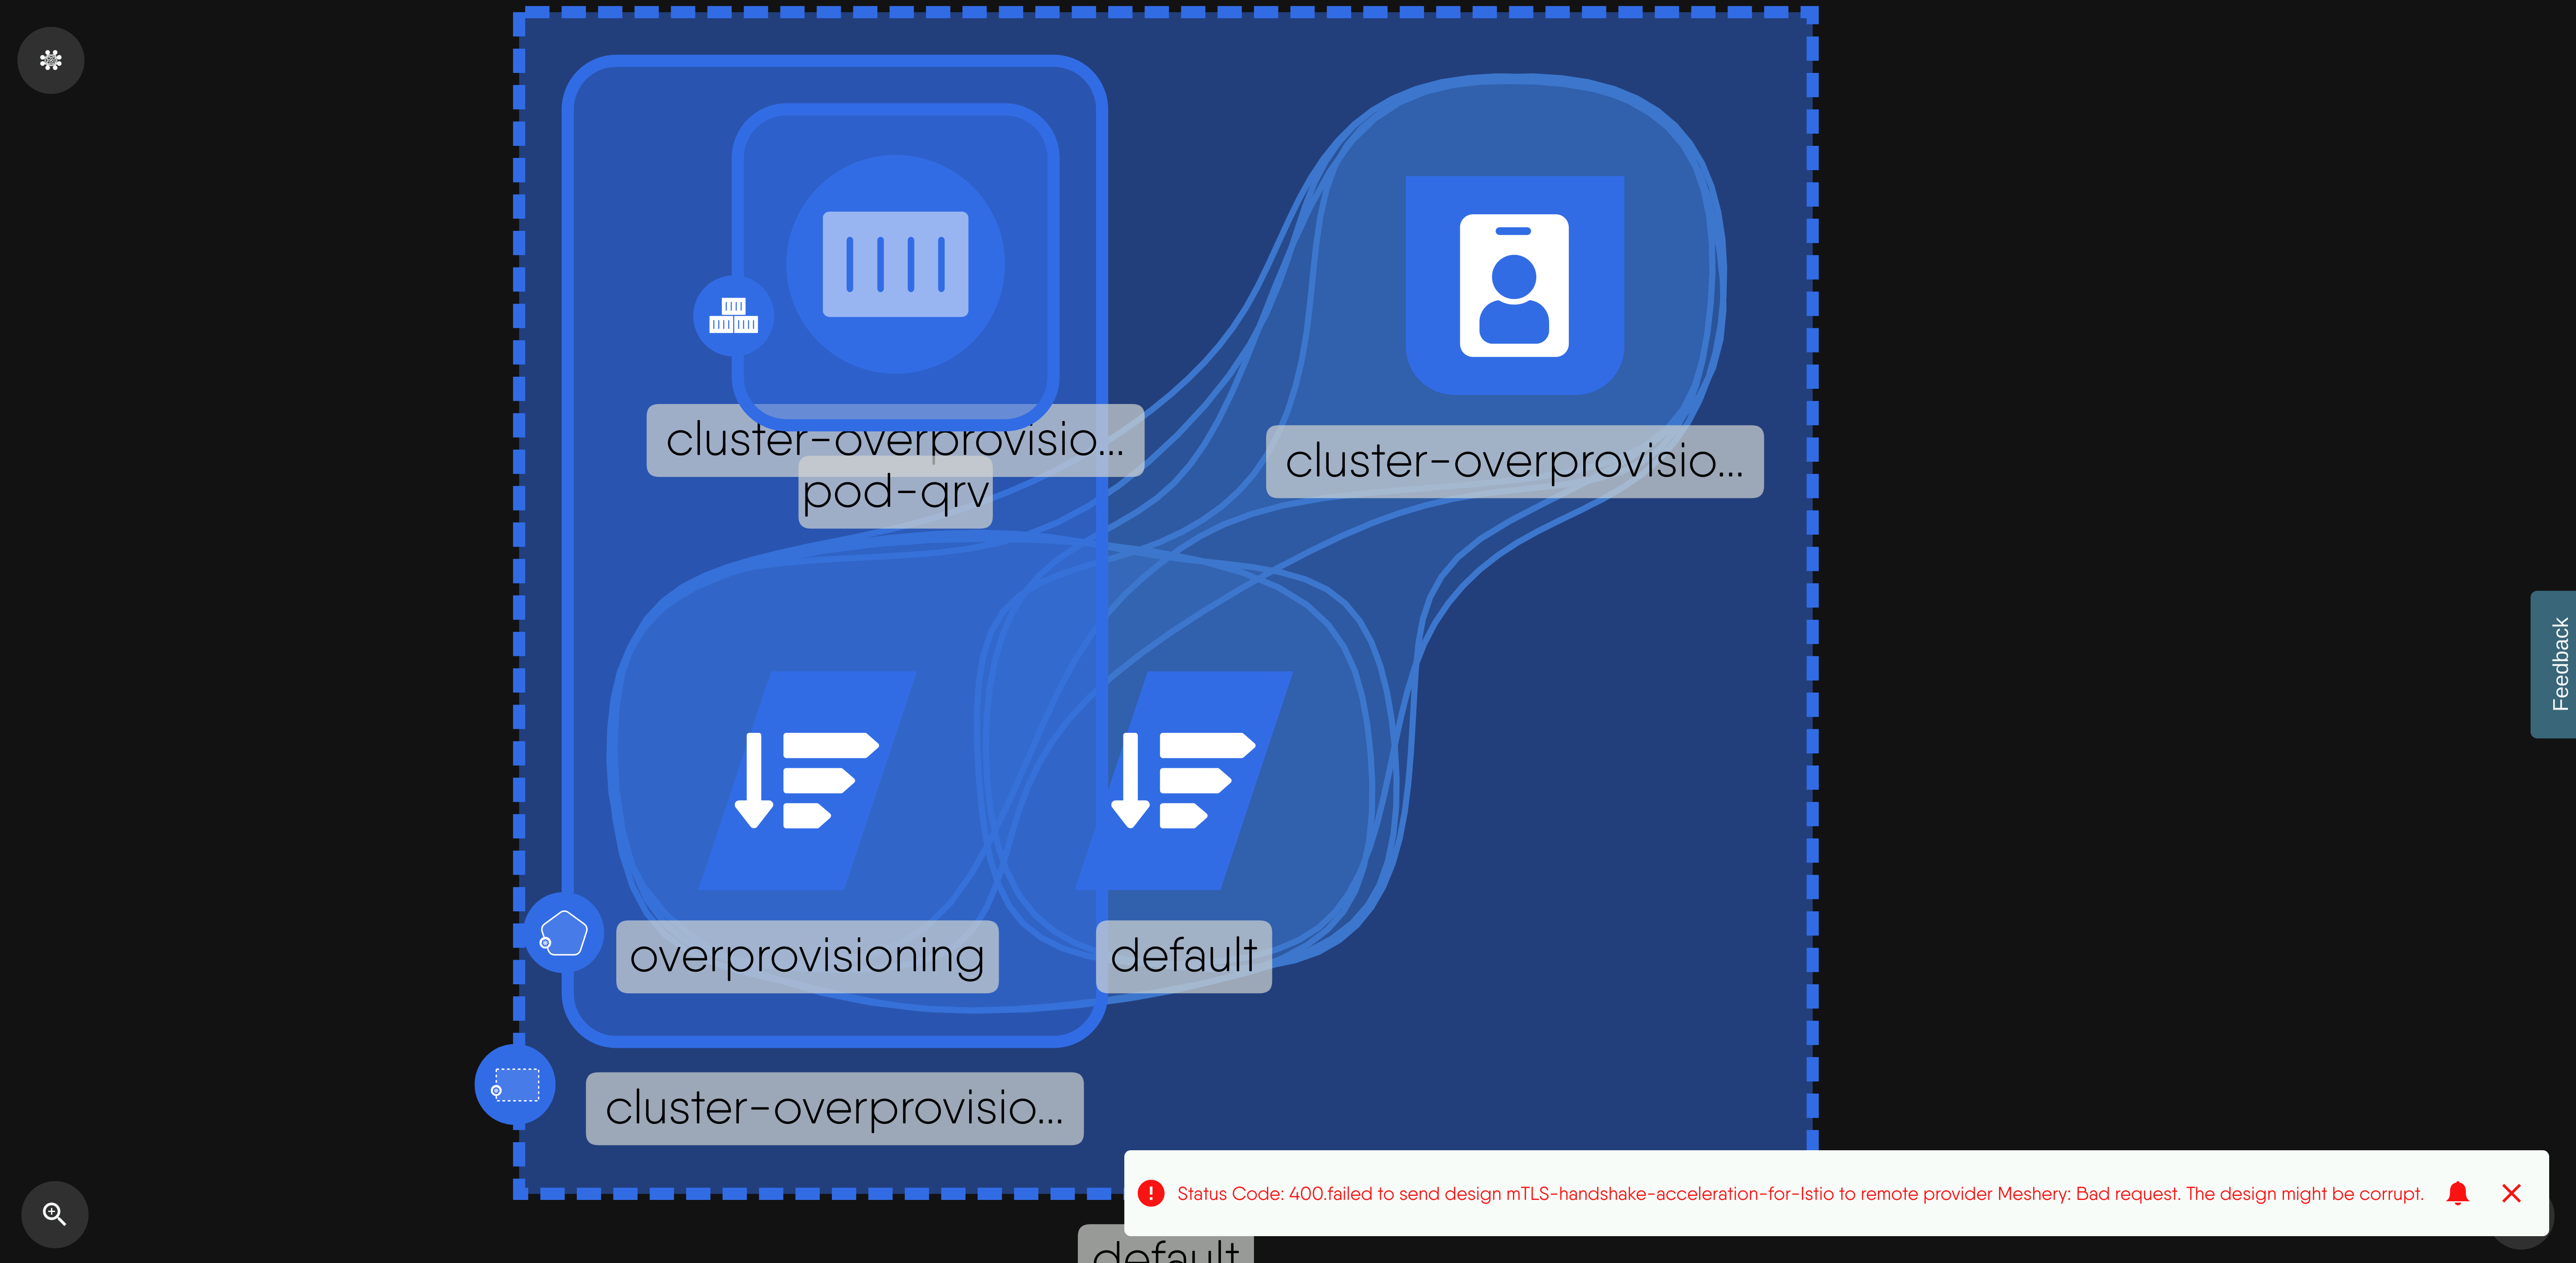 cluster-overprovisio...
pod-qrv
cluster-overprovisio...
overprovisioning
default
cluster-overprovisio...
Feedback
Status Code: 400.failed to send design mTLS-handshake-acceleration-for-Istio to remote provider Meshery: Bad request. The design might be corrupt.
default